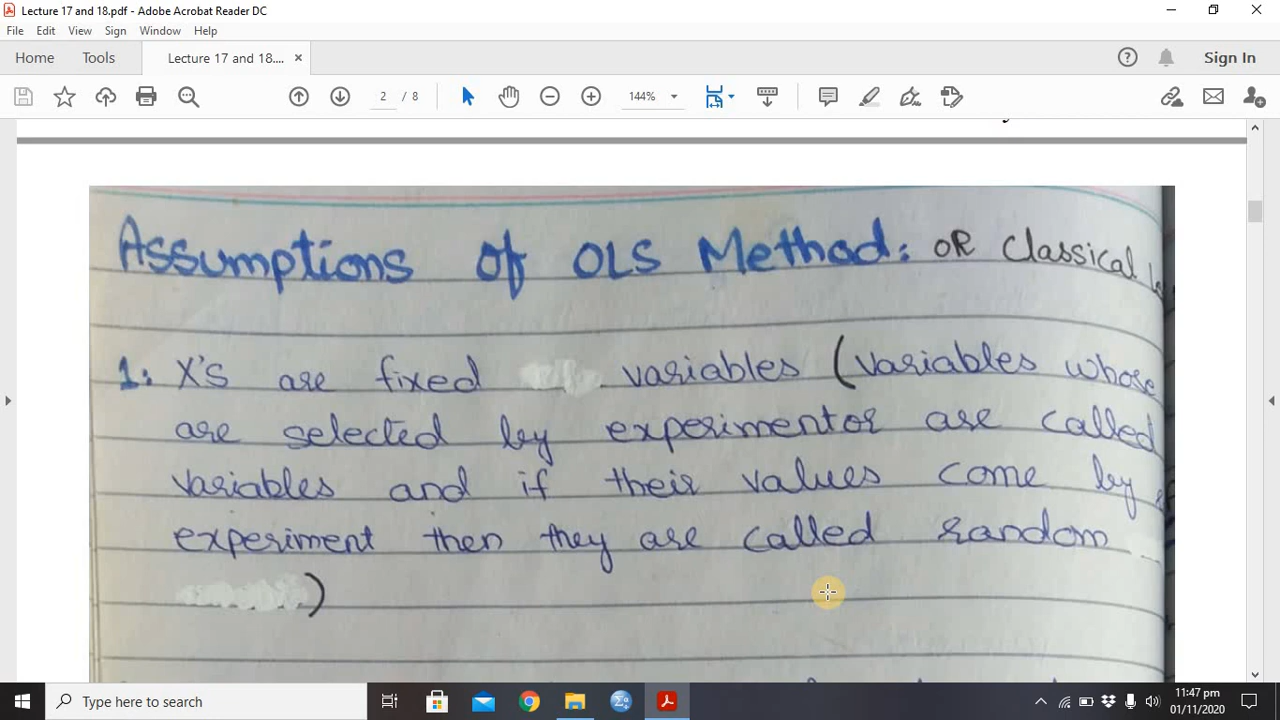 Lecture 17 and 18.pdf - Adobe Acrobat Reader DC
File Edit View Sign Window Help
Home Tools Lecture 17 and 18.... × Sign In
2 / 8 144%
Assumptions of OLS Method: OR Classical
1. X's are fixed variables (variables whose
are selected by experimentor are called
variables and if their values come by
experiment then they are called random
)
Type here to search
11:47 pm
01/11/2020